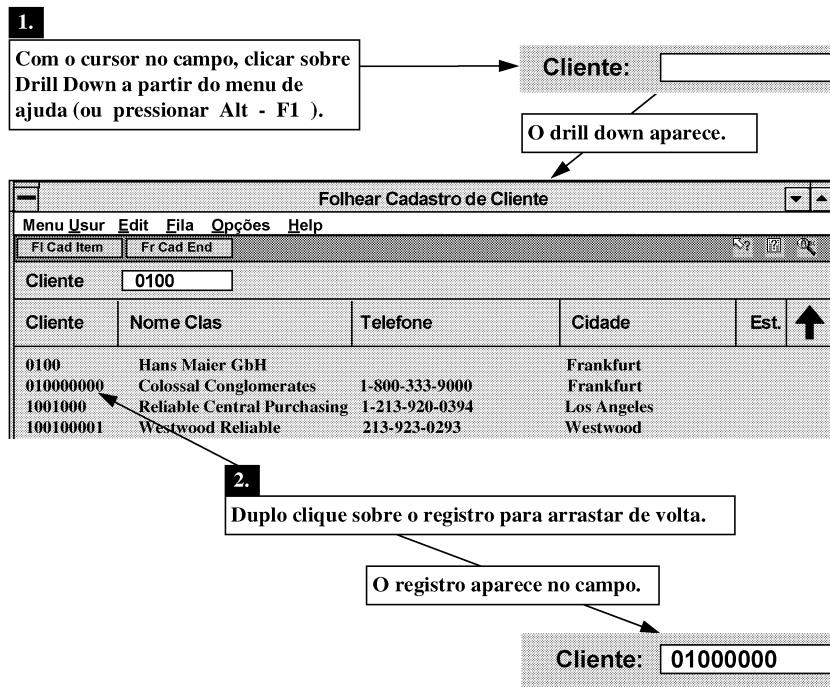 1.
Com o cursor no campo, clicar sobre
Drill Down a partir do menu de
ajuda (ou pressionar Alt - F1 ).
Cliente:
O drill down aparece.
Folhear Cadastro de Cliente
Menu Usur Edit Fila Opções Help
Fl Cad Item Fr Cad End
Cliente 0100
Cliente Nome Clas Telefone Cidade Est.
0100 Hans Maier GbH Frankfurt
010000000 Colossal Conglomerates 1-800-333-9000 Frankfurt
1001000 Reliable Central Purchasing 1-213-920-0394 Los Angeles
100100001 Westwood Reliable 213-923-0293 Westwood
2.
Duplo clique sobre o registro para arrastar de volta.
O registro aparece no campo.
Cliente: 01000000